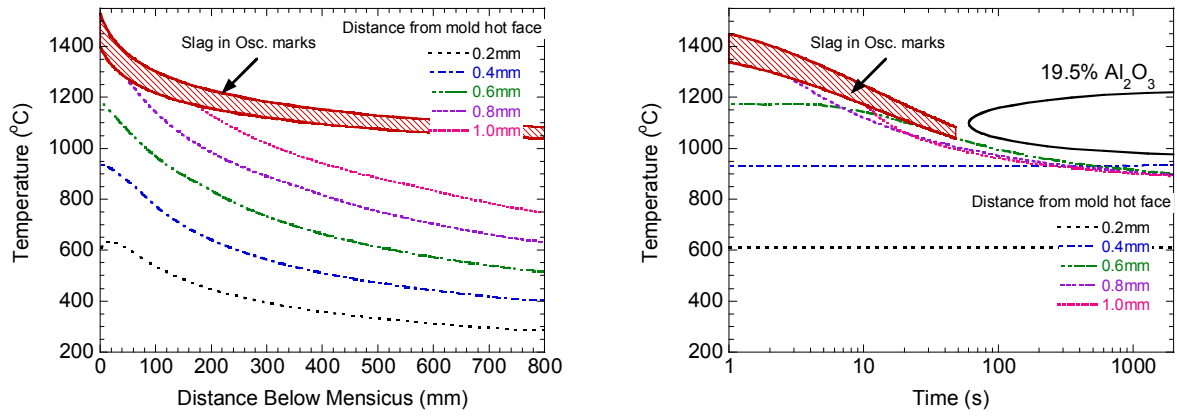 1400
1200
1000
800
600
400
200
Temperature (°C)
Slag in Osc. marks
Distance from mold hot face
0.2mm
0.4mm
0.6mm
0.8mm
1.0mm
0 100 200 300 400 500 600 700 800
Distance Below Mensicus (mm)
1400
1200
1000
800
600
400
200
Temperature (°C)
Slag in Osc. marks
19.5% Al₂O₃
Distance from mold hot face
0.2mm
0.4mm
0.6mm
0.8mm
1.0mm
1 10 100 1000
Time (s)